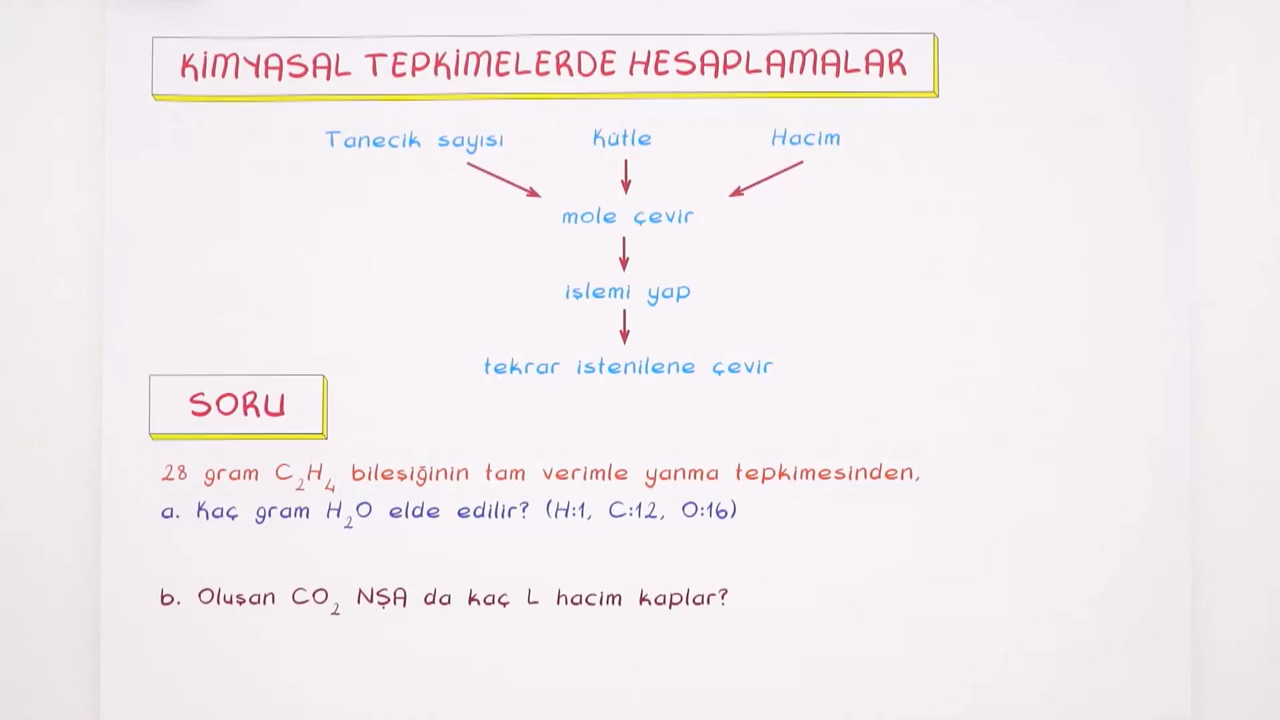 KİMYASAL TEPKİMELERDE HESAPLAMALAR
Tanecik sayısı Kütle Hacim
mole çevir
işlemi yap
tekrar istenilene çevir
SORU
28 gram C₂H₄ bileşiğinin tam verimle yanma tepkimesinden,
a. Kaç gram H₂O elde edilir? (H:1, C:12, O:16)
b. Oluşan CO₂ NŞA da kaç L hacim kaplar?